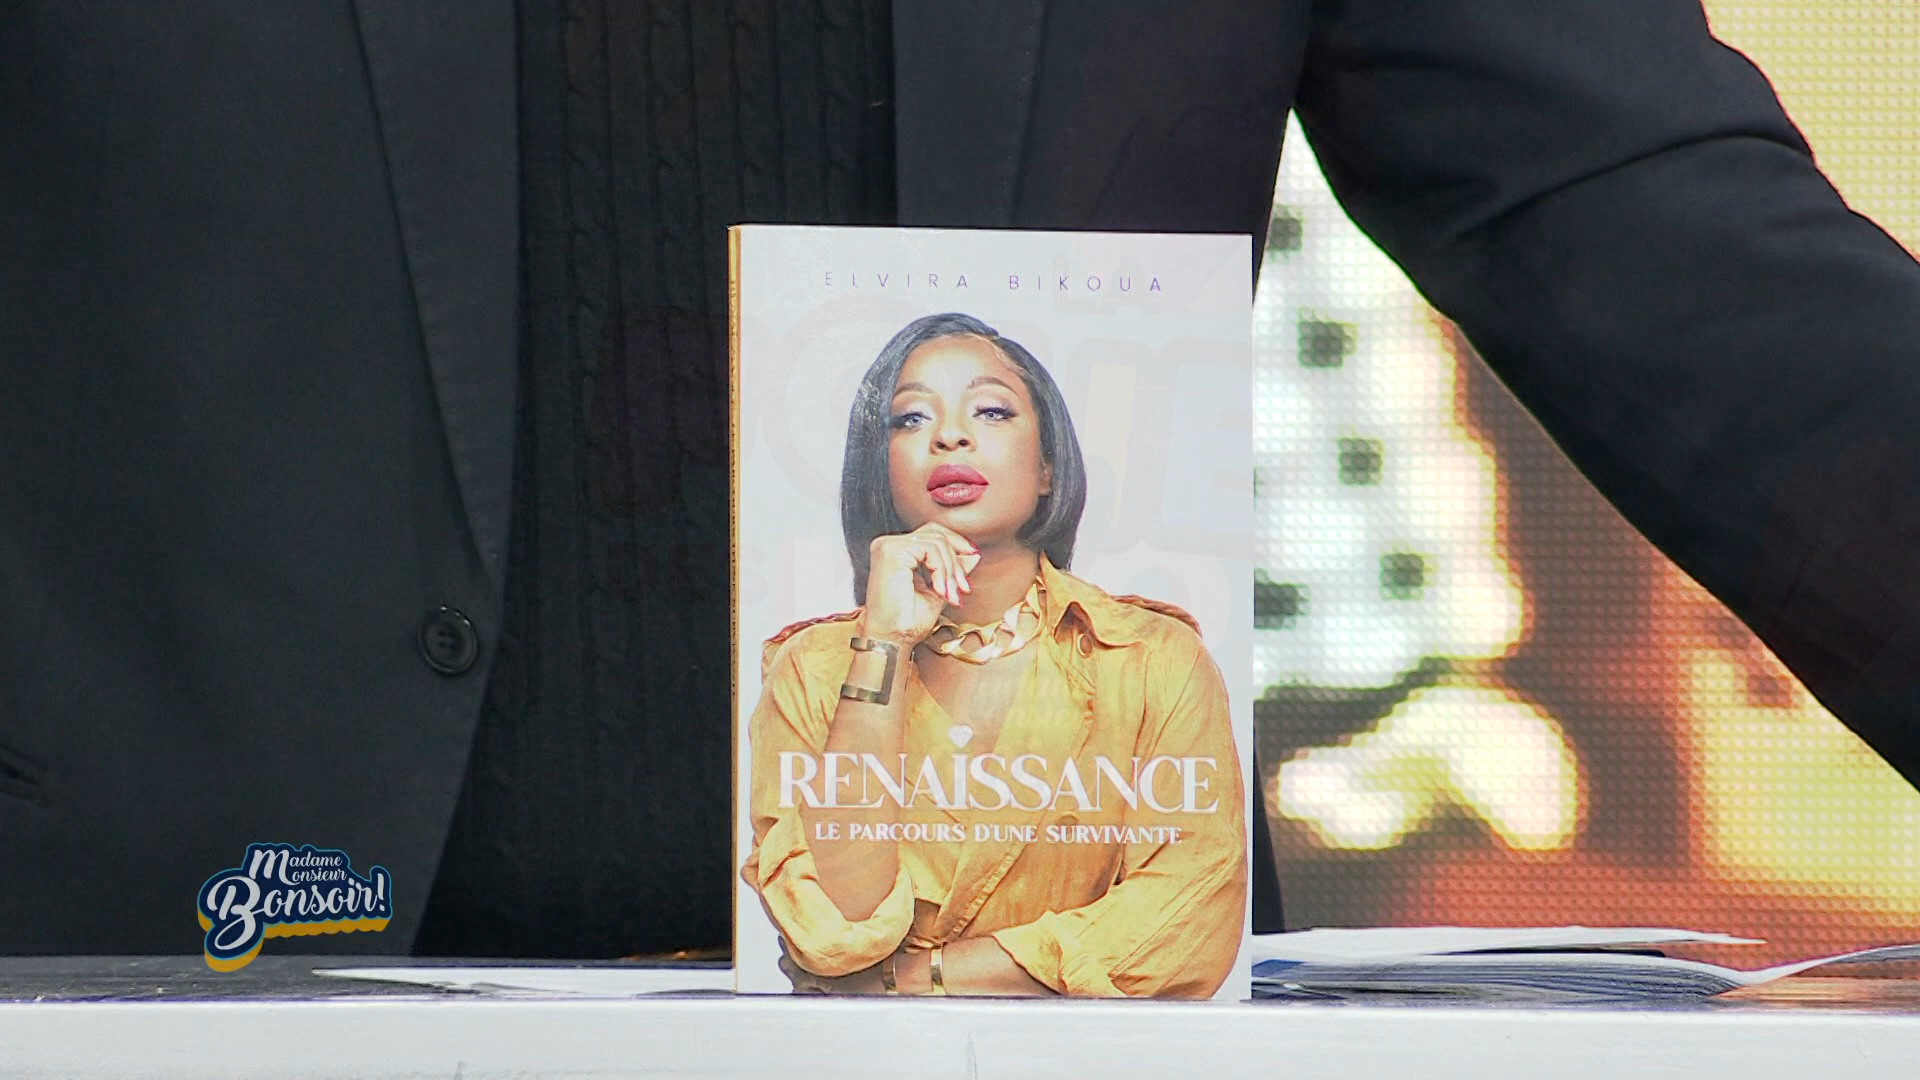 ELVIRA BIKOUA
RENAISSANCE
LE PARCOURS D'UNE SURVIVANTE
Madame
Monsieur
Bonsoir!